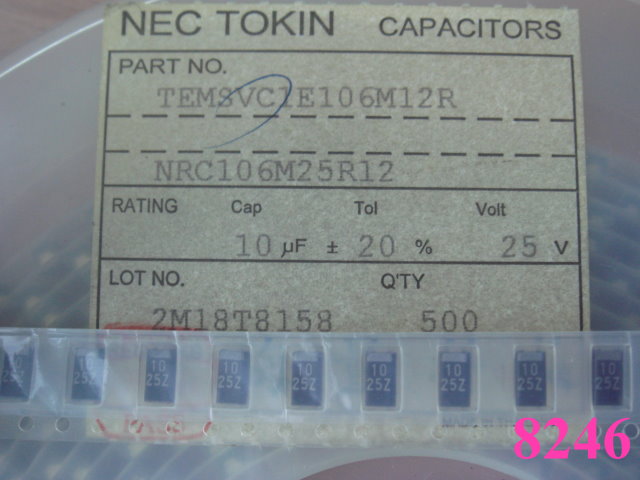 NEC TOKIN CAPACITORS
PART NO.
TEMSVC1E106M12R
NRC106M25R12
RATING Cap Tol Volt
10 µF ± 20 % 25 V
LOT NO. Q'TY
2M18T8158 500
10 10 10 10 10 10 10 10
25Z 25Z 25Z 25Z 25Z 25Z 25Z 25Z 25Z
8246